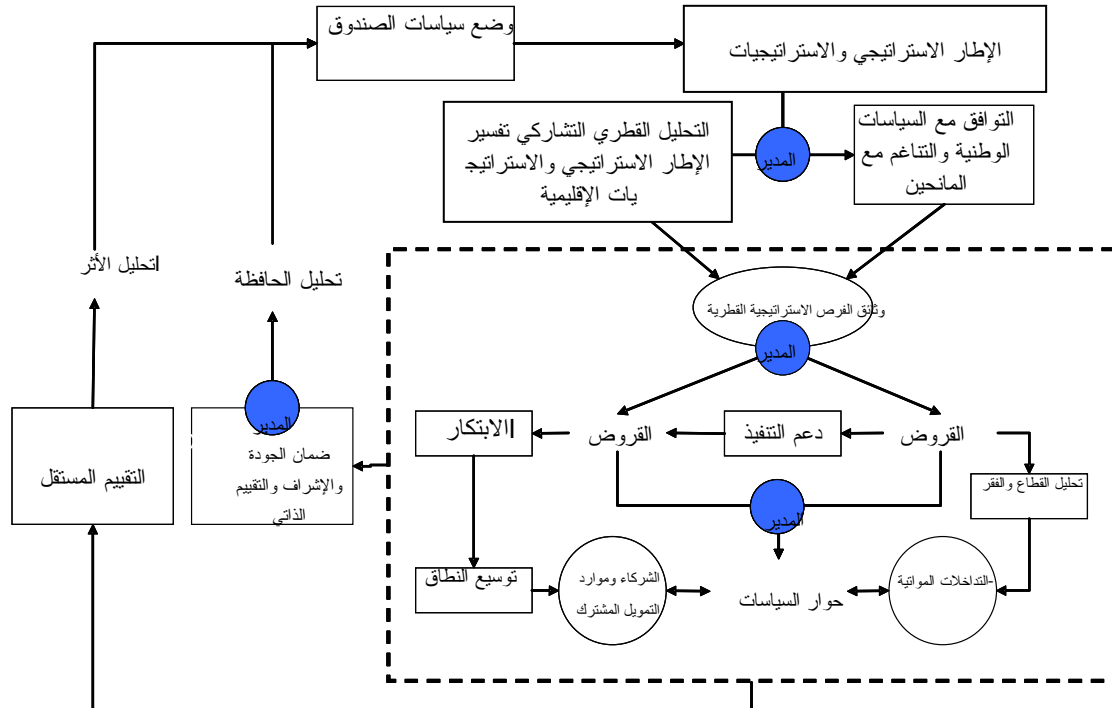 وضع سياسات الصندوق
الإطار الاستراتيجي والاستراتيجيات
التحليل القطري التشاركي تفسير
الإطار الاستراتيجي والاستراتيج
يات الإقليمية
المدير
التوافق مع السياسات
الوطنية والتناغم مع
المانحين
تحليل الأثر
تحليل الحافظة
وثائق الفرص الاستراتيجية القطرية
المدير
القروض
دعم التنفيذ
القروض
الابتكار
المدير
ضمان الجودة
والإشراف والتقييم
الذاتي
التقييم المستقل
تحليل القطاع والفقر
المدير
التداخلات المواتية-
حوار السياسات
الشركاء وموارد
التمويل المشترك
توسيع النطاق